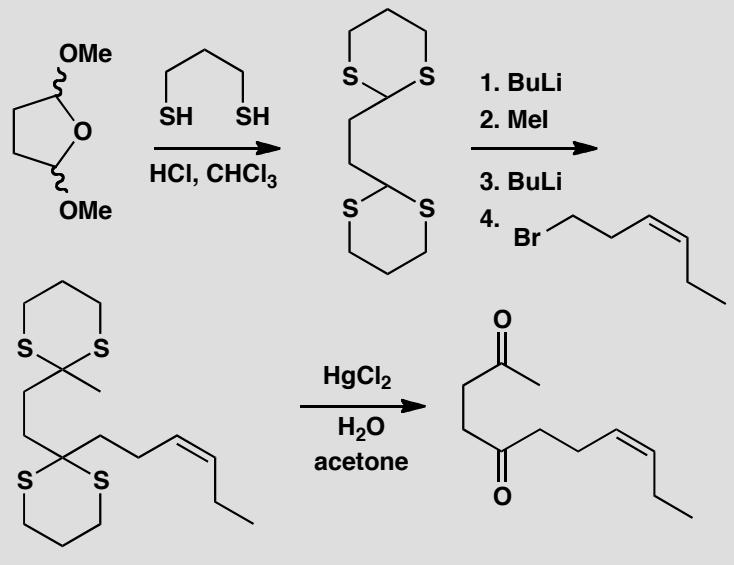 OMe
O
OMe
SH SH
HCl, CHCl₃
S S
S S
1. BuLi
2. MeI
3. BuLi
4.
Br
S S
S S
HgCl₂
H₂O
acetone
O
O